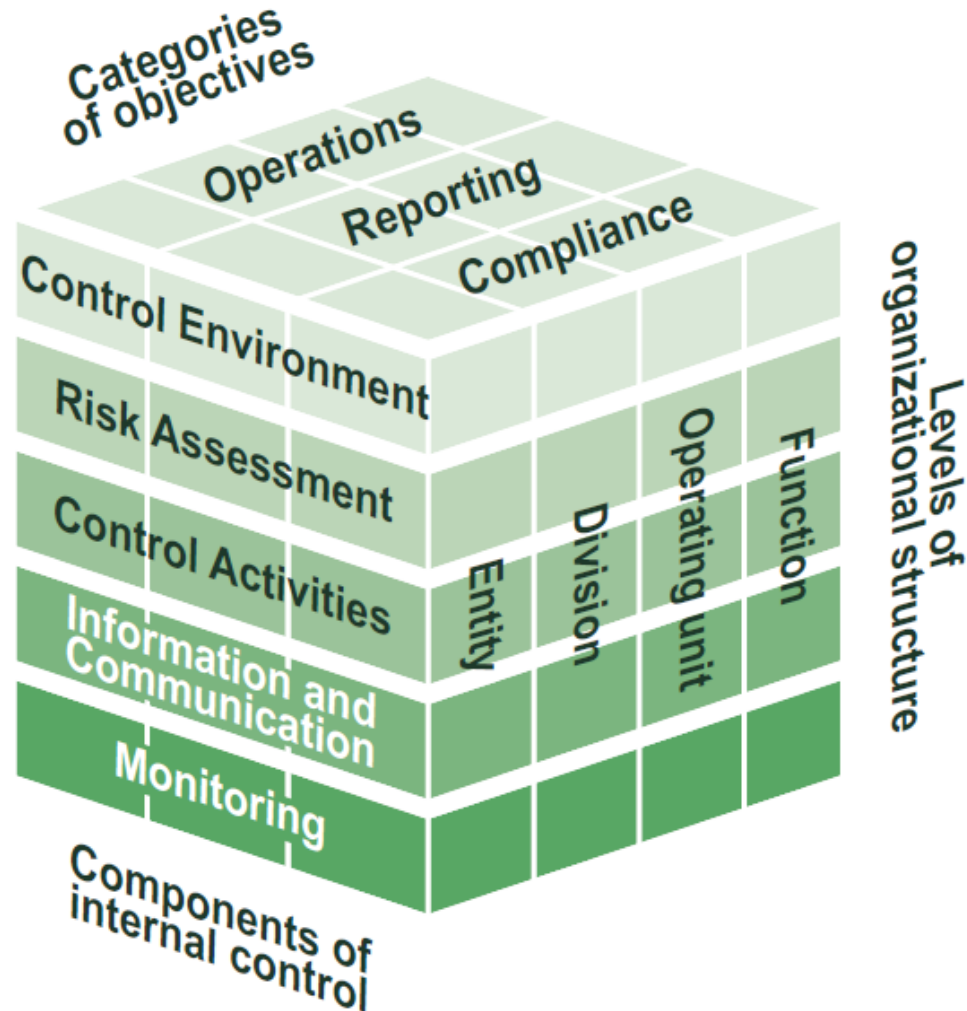 Categories
of objectives
Operations
Reporting
Compliance
Control Environment
Risk Assessment
Control Activities
Information and
Communication
Monitoring
Components of
internal control
Entity
Division
Operating unit
Function
Levels of
organizational structure